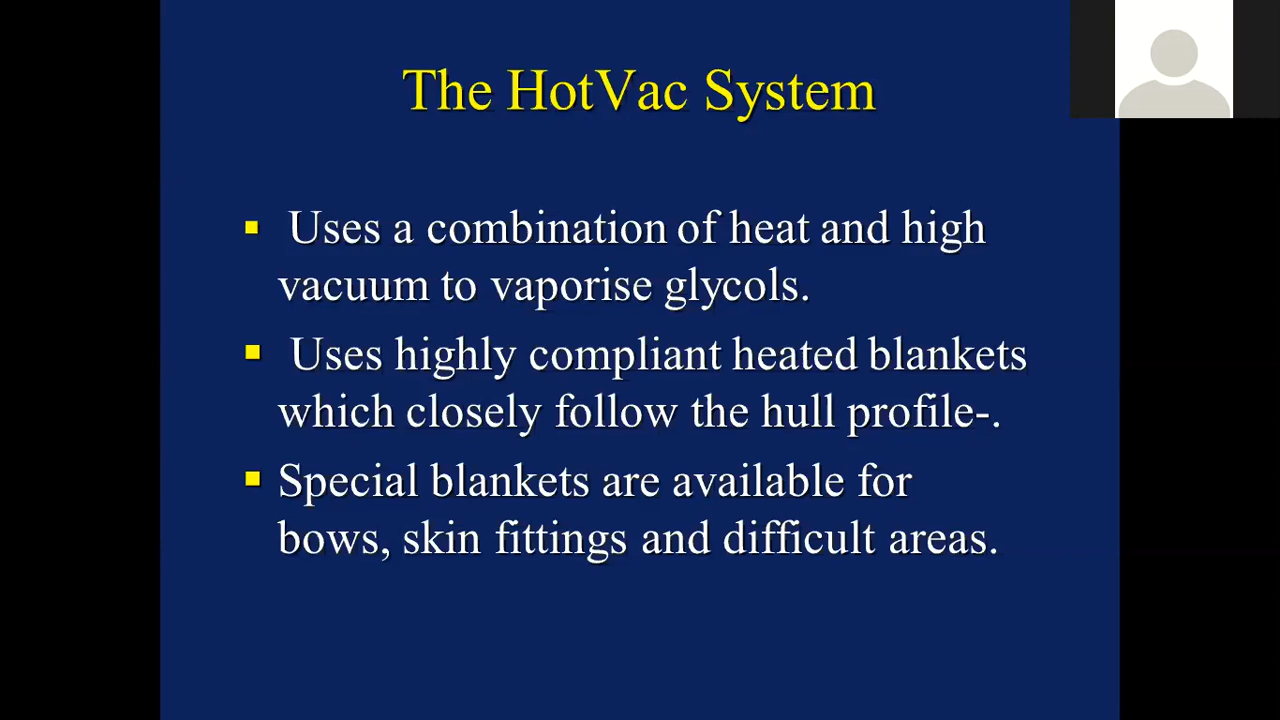 The HotVac System
▪ Uses a combination of heat and high
vacuum to vaporise glycols.
▪ Uses highly compliant heated blankets
which closely follow the hull profile-.
▪ Special blankets are available for
bows, skin fittings and difficult areas.